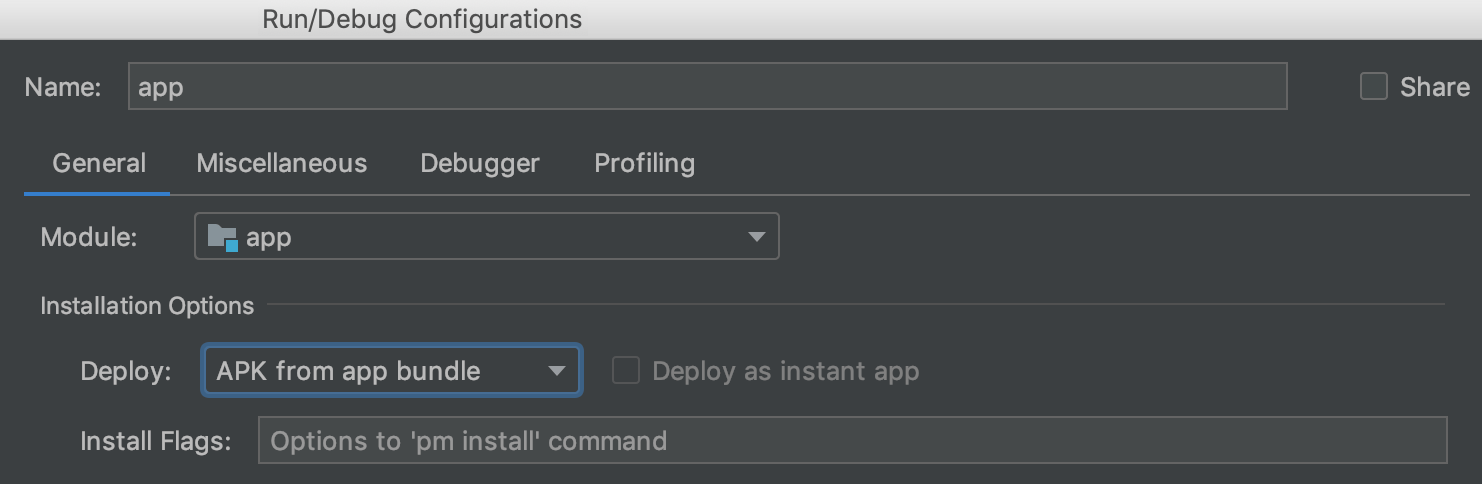 Run/Debug Configurations
Name: app Share
General Miscellaneous Debugger Profiling
Module: app
Installation Options
Deploy: APK from app bundle Deploy as instant app
Install Flags: Options to 'pm install' command